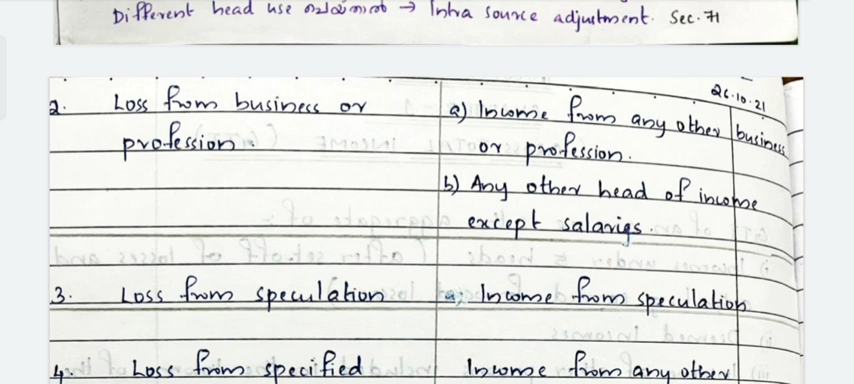 Different head use ചെയ്താൽ → Intra source adjustment. Sec. 71
26.10.21
2. Loss from business or a) Income from any other business
profession. or profession.
b) Any other head of income
except salaries.
3. Loss from speculation a; Income from speculation
4. Loss from specified Income from any other